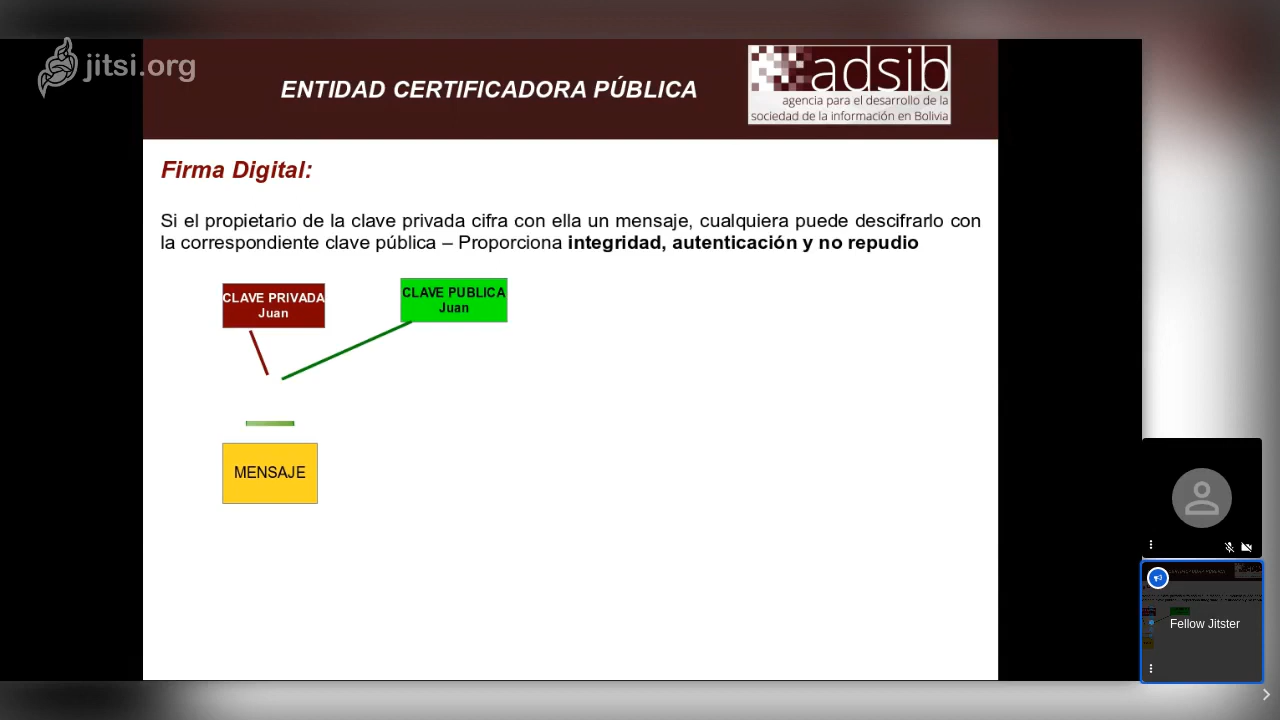 jitsi.org
ENTIDAD CERTIFICADORA PÚBLICA
adsib
agencia para el desarrollo de la
sociedad de la información en Bolivia
Firma Digital:
Si el propietario de la clave privada cifra con ella un mensaje, cualquiera puede descifrarlo con
la correspondiente clave pública – Proporciona integridad, autenticación y no repudio
CLAVE PRIVADA
Juan
CLAVE PUBLICA
Juan
MENSAJE
Fellow Jitster